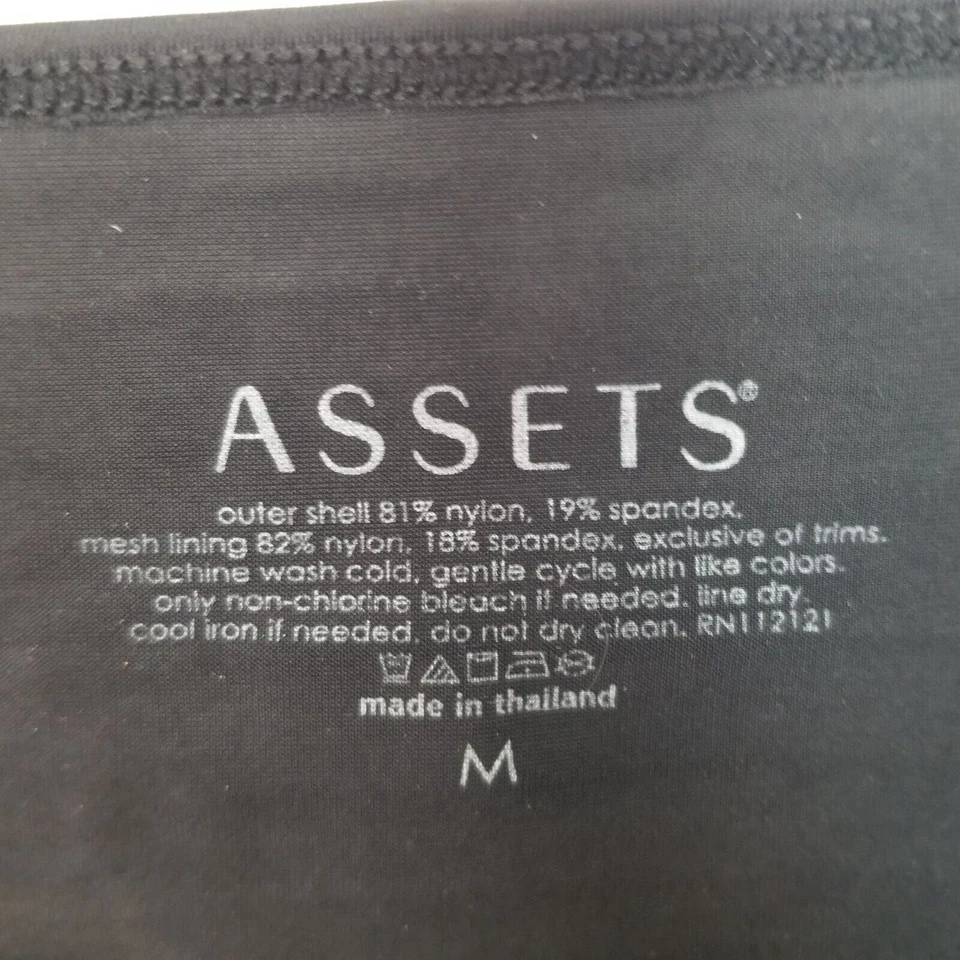 ASSETS®
outer shell 81% nylon, 19% spandex.
mesh lining 82% nylon, 18% spandex. exclusive of trims.
machine wash cold, gentle cycle with like colors.
only non-chlorine bleach if needed. line dry.
cool iron if needed, do not dry clean. RN112121
made in thailand
M